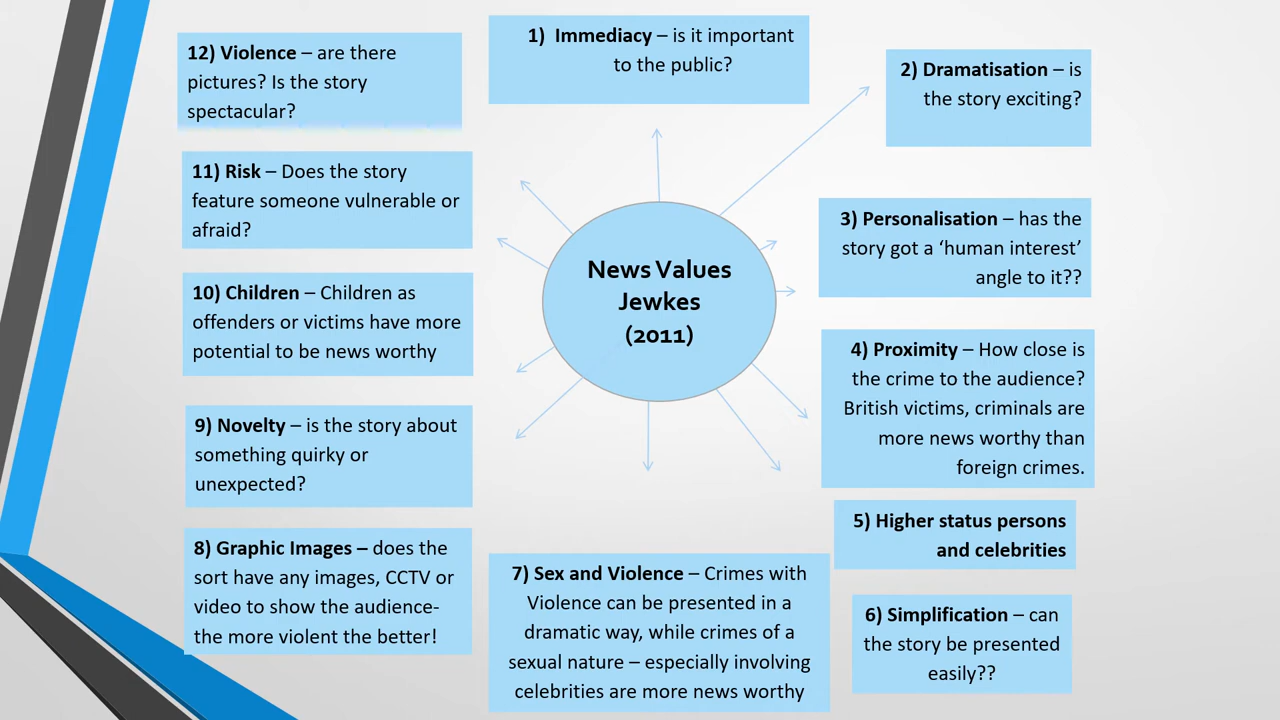 1) Immediacy – is it important
to the public?
2) Dramatisation – is
the story exciting?
3) Personalisation – has the
story got a ‘human interest’
angle to it??
4) Proximity – How close is
the crime to the audience?
British victims, criminals are
more news worthy than
foreign crimes.
5) Higher status persons
and celebrities
6) Simplification – can
the story be presented
easily??
7) Sex and Violence – Crimes with
Violence can be presented in a
dramatic way, while crimes of a
sexual nature – especially involving
celebrities are more news worthy
8) Graphic Images – does the
sort have any images, CCTV or
video to show the audience-
the more violent the better!
9) Novelty – is the story about
something quirky or
unexpected?
10) Children – Children as
offenders or victims have more
potential to be news worthy
11) Risk – Does the story
feature someone vulnerable or
afraid?
12) Violence – are there
pictures? Is the story
spectacular?
News Values
Jewkes
(2011)